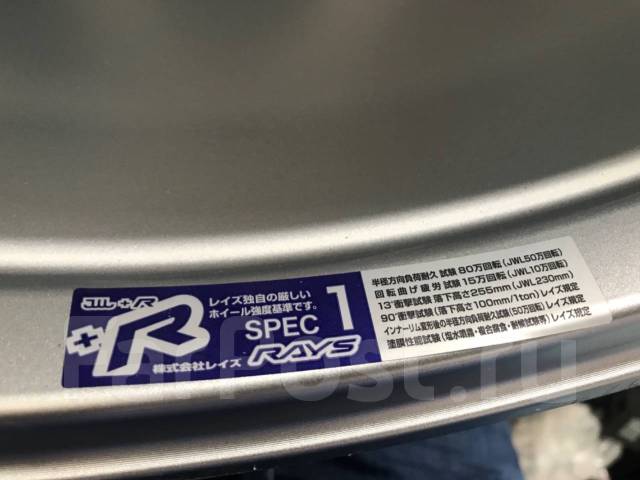 JWL+R
+R
レイズ独自の厳しい
ホイール強度基準です。
SPEC 1
株式会社レイズ RAYS
半径方向負荷耐久 試験 80万回転(JWL50万回転)
回転曲げ疲労 試験 15万回転(JWL10万回転)
13°衝撃試験 落下高さ255mm(JWL230mm)
90°衝撃試験(落下高さ100mm/1ton)レイズ規定
インナーリム変形後の半径方向負荷耐久試験(50万回転)レイズ規定
塗膜性能試験(塩水噴霧・複合腐食・耐候試験等)レイズ規定
FarPost.ru